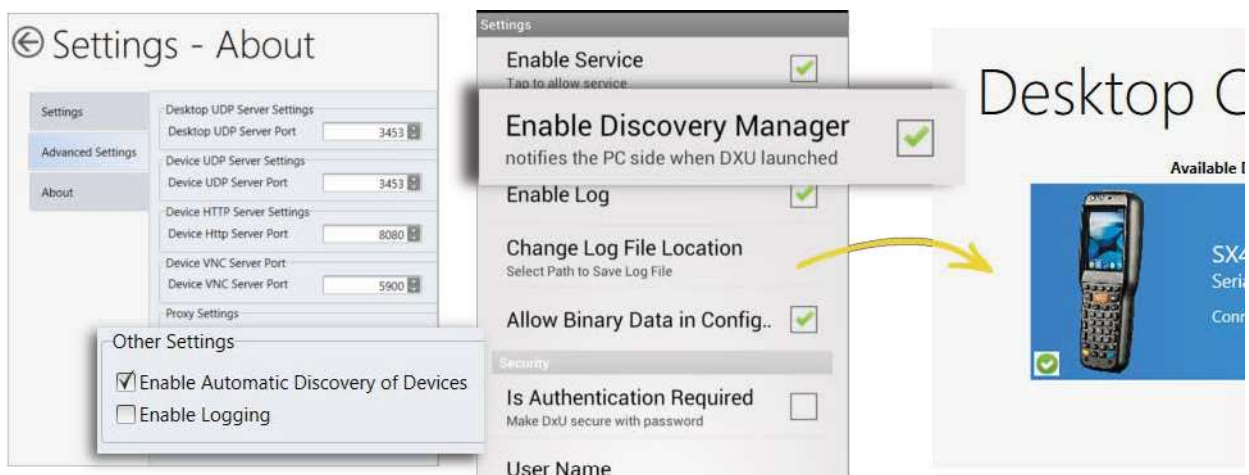 Settings - About
Settings
Advanced Settings
About
Desktop UDP Server Settings
Desktop UDP Server Port 3453
Device UDP Server Settings
Device UDP Server Port 3453
Device HTTP Server Settings
Device Http Server Port 8080
Device VNC Server Port
Device VNC Server Port 5900
Proxy Settings
Other Settings
Enable Automatic Discovery of Devices
Enable Logging
Settings
Enable Service
Tap to allow service
Enable Discovery Manager
notifies the PC side when DXU launched
Enable Log
Change Log File Location
Select Path to Save Log File
Allow Binary Data in Config..
Security
Is Authentication Required
Make DxU secure with password
User Name
Desktop C
Available
SX4
Seria
Conn